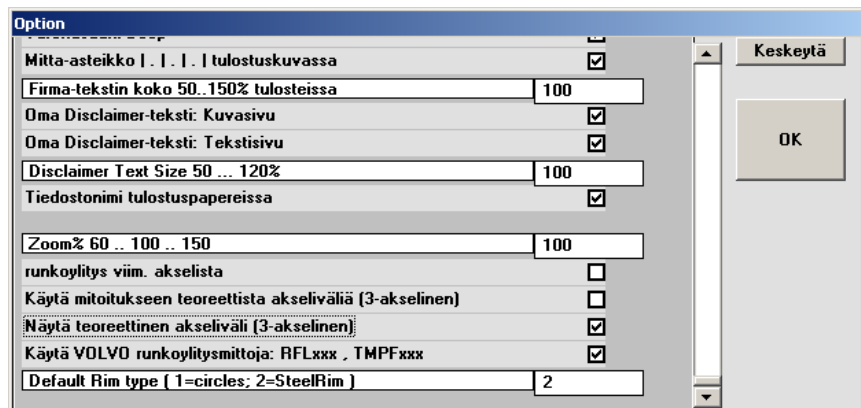 Option
Mitta-asteikko | . | . | . | tulostuskuvassa
Keskeytä
Firma-tekstin koko 50..150% tulosteissa 100
Oma Disclaimer-teksti: Kuvasivu
Oma Disclaimer-teksti: Tekstisivu
OK
Disclaimer Text Size 50 ... 120% 100
Tiedostonimi tulostuspapereissa
Zoom% 60 .. 100 .. 150 100
runkoylitys viim. akselista
Käytä mitoitukseen teoreettista akseliväliä (3-akselinen)
Näytä teoreettinen akseliväli (3-akselinen)
Käytä VOLVO runkoylitysmittoja: RFLxxx , TMPFxxx
Default Rim type ( 1=circles; 2=SteelRim ) 2